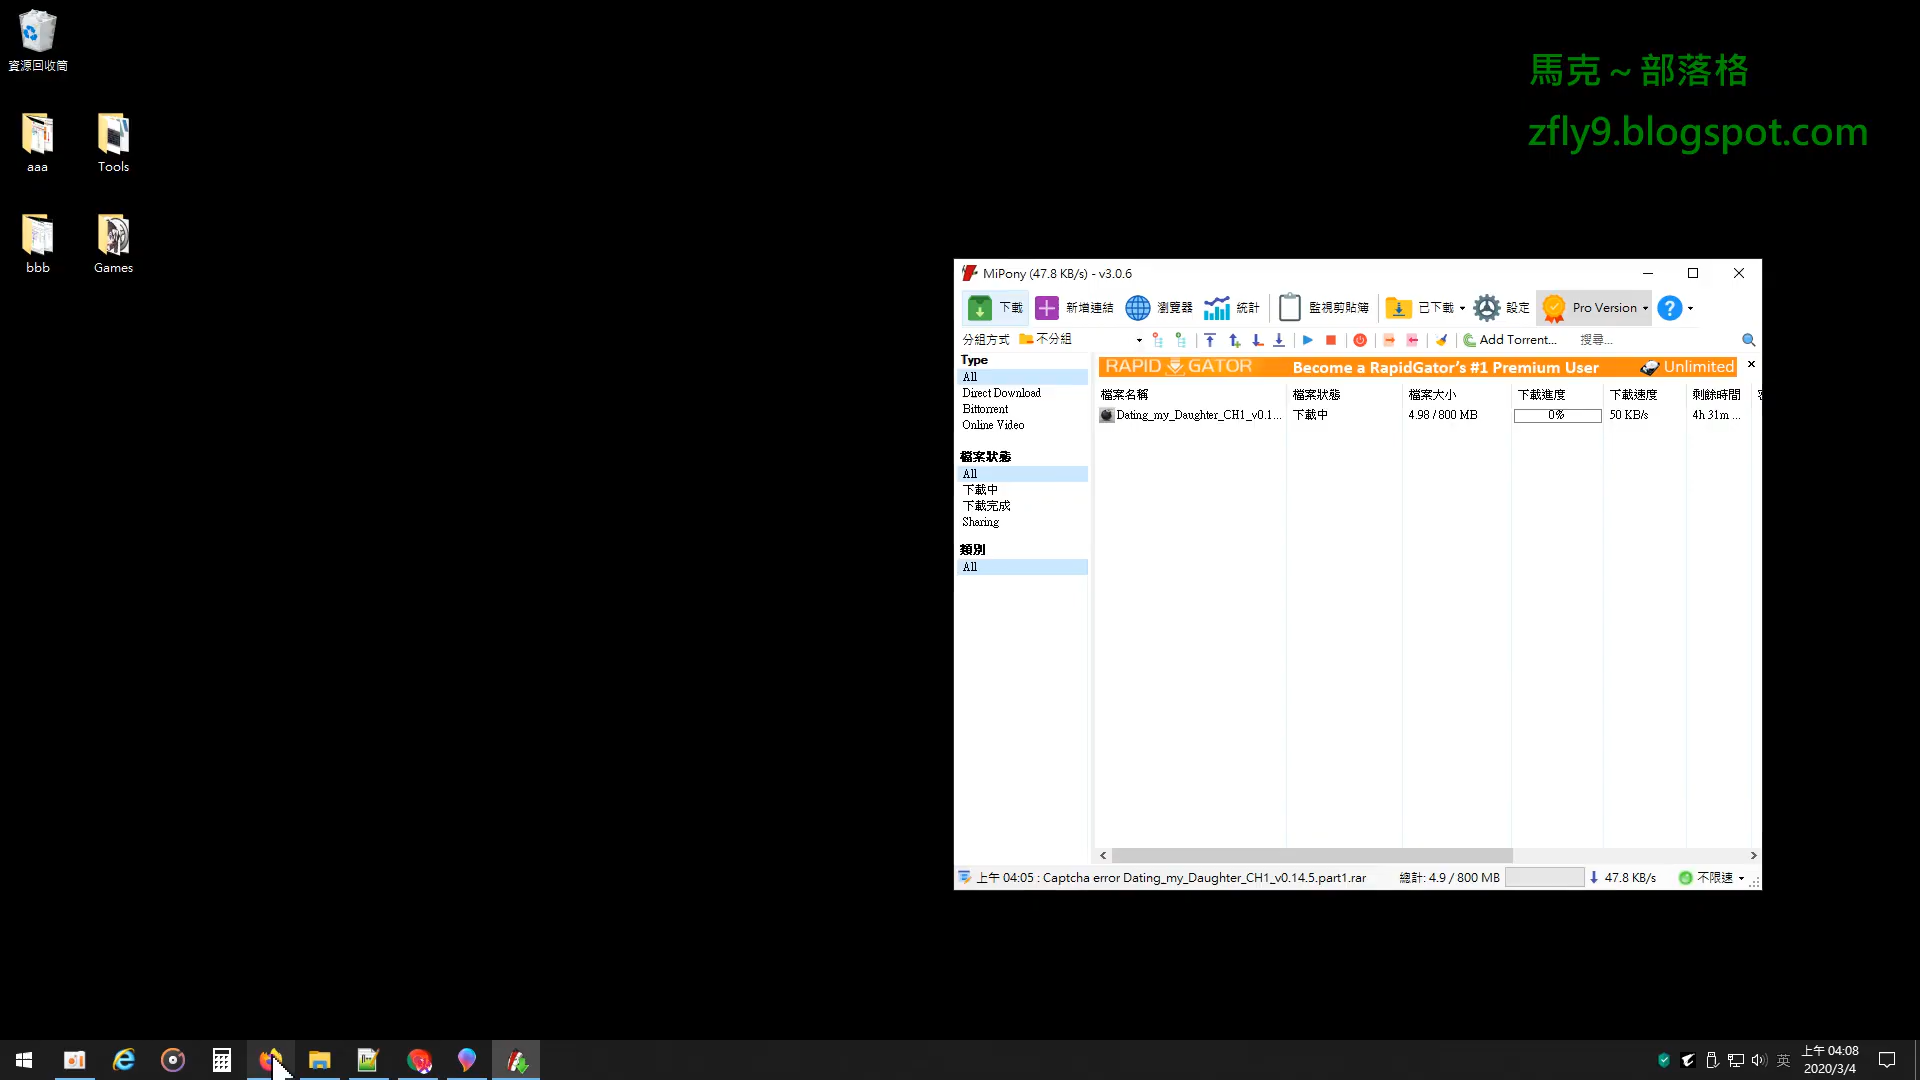 資源回收筒
aaa
Tools
bbb
Games
馬克~部落格
zfly9.blogspot.com
MiPony (47.8 KB/s) - v3.0.6
下載 新增連結 瀏覽器 統計 監視剪貼簿 已下載 設定 Pro Version ?
分組方式 不分組 Add Torrent... 搜尋...
Type
All
Direct Download
Bittorrent
Online Video
檔案狀態
All
下載中
下載完成
Sharing
類別
All
RAPID GATOR Become a RapidGator's #1 Premium User Unlimited
檔案名稱 檔案狀態 檔案大小 下載進度 下載速度 剩餘時間
Dating_my_Daughter_CH1_v0.1... 下載中 4.98 / 800 MB 0% 50 KB/s 4h 31m ...
上午 04:05 : Captcha error Dating_my_Daughter_CH1_v0.14.5.part1.rar 總計: 4.9 / 800 MB 47.8 KB/s 不限速
英
上午 04:08
2020/3/4